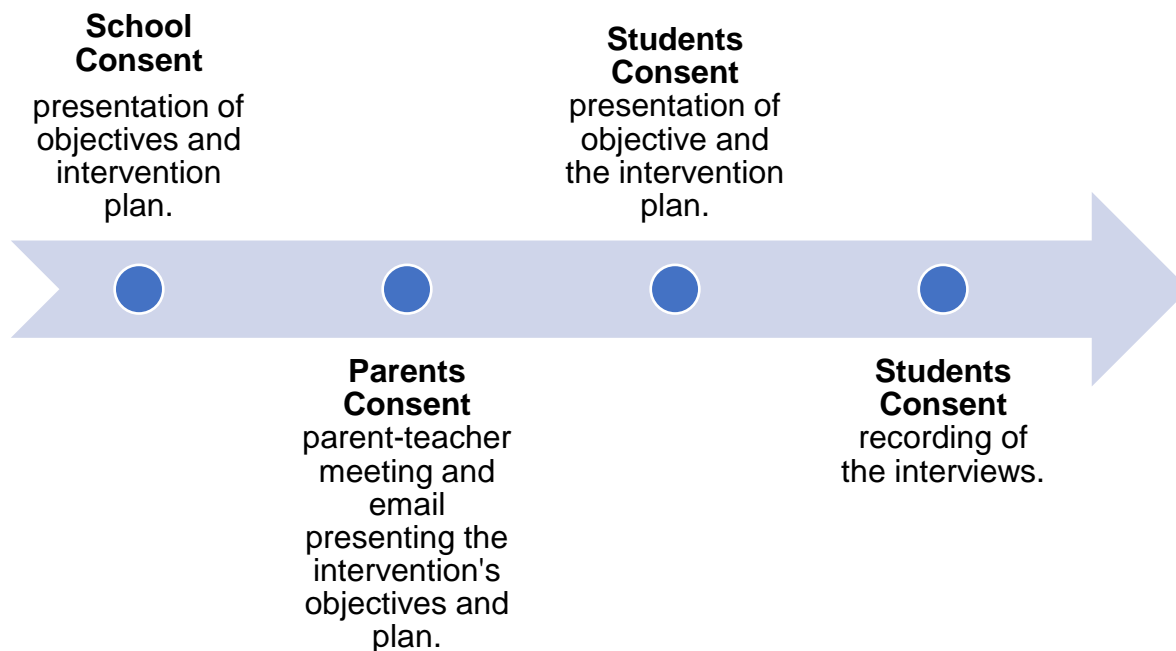 School
Consent
presentation of
objectives and
intervention
plan.
Parents
Consent
parent-teacher
meeting and
email
presenting the
intervention's
objectives and
plan.
Students
Consent
presentation of
objective and
the intervention
plan.
Students
Consent
recording of
the interviews.